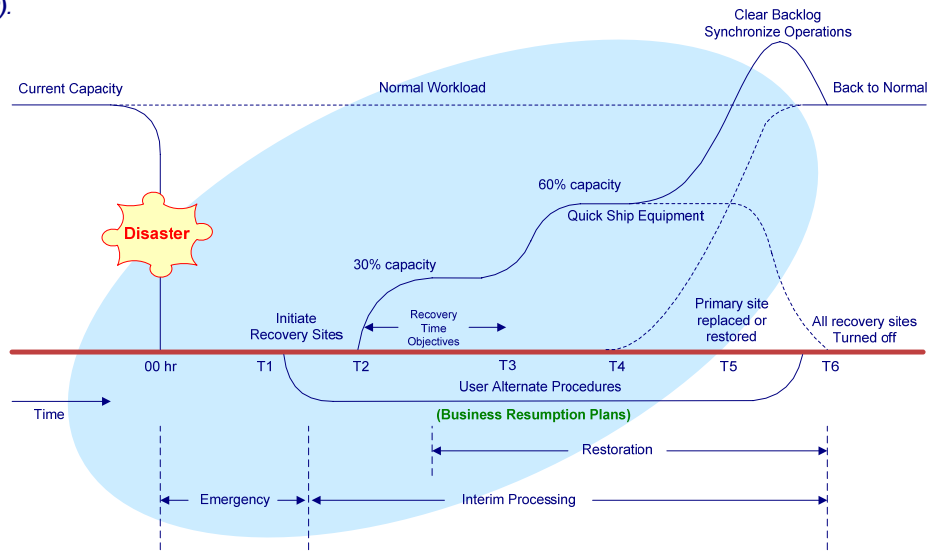 ).
Clear Backlog
Synchronize Operations
Current Capacity
Normal Workload
Back to Normal
60% capacity
Quick Ship Equipment
Disaster
30% capacity
Initiate
Recovery Sites
Recovery
Time
Objectives
Primary site
replaced or
restored
All recovery sites
Turned off
00 hr
T1
T2
T3
T4
T5
T6
User Alternate Procedures
Time
(Business Resumption Plans)
Restoration
Emergency
Interim Processing